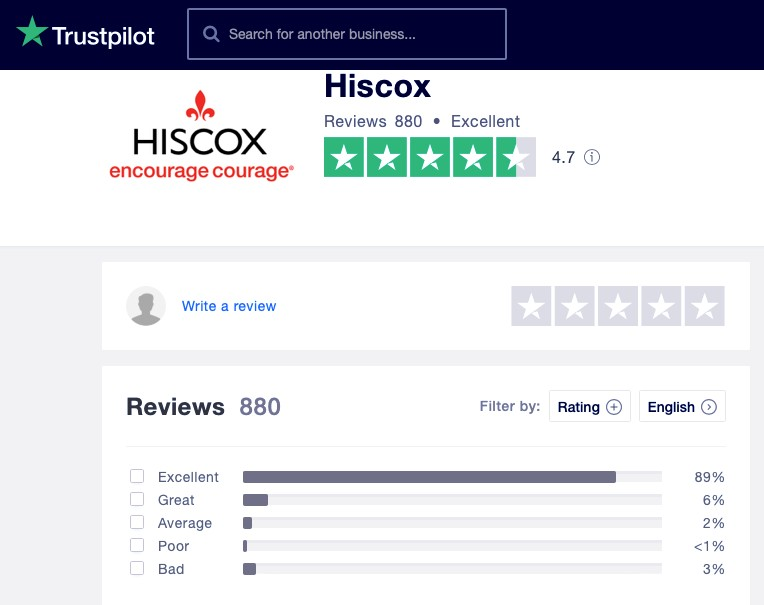 Trustpilot
Search for another business...
HISCOX
encourage courage®
Hiscox
Reviews 880 • Excellent
4.7
Write a review
Reviews 880
Filter by: Rating English
Excellent 89%
Great 6%
Average 2%
Poor <1%
Bad 3%